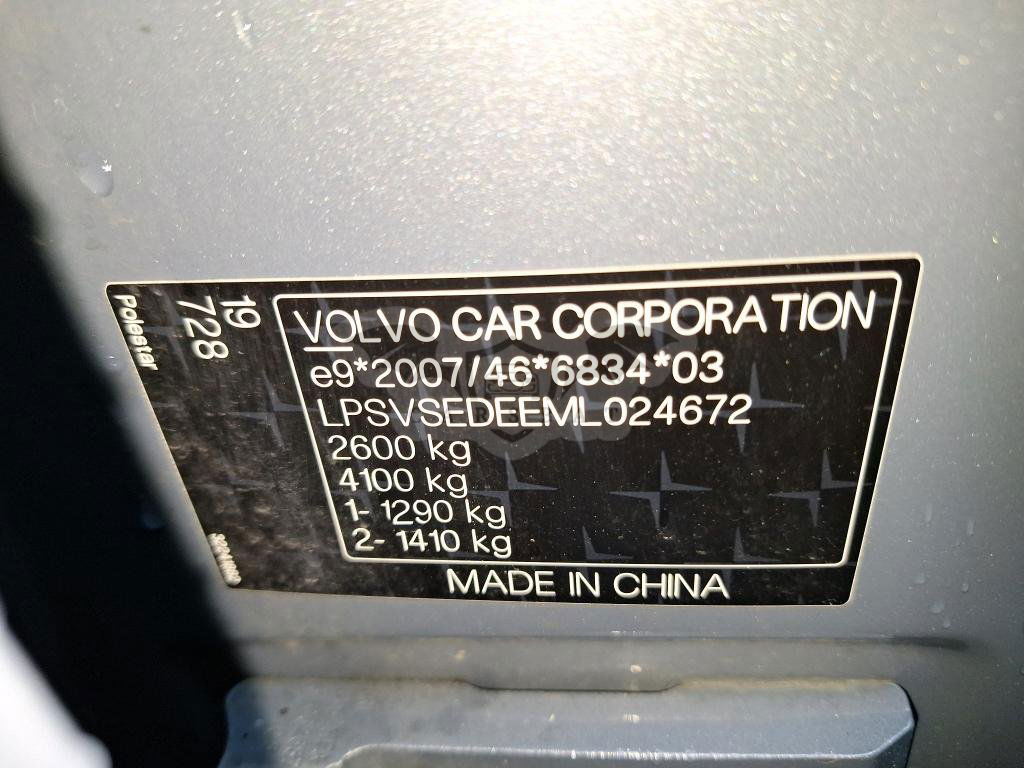 VOLVO CAR CORPORATION
e9*2007/46*6834*03
LPSVSEDEEML024672
2600 kg
4100 kg
1- 1290 kg
2- 1410 kg
MADE IN CHINA
19
728
Polestar